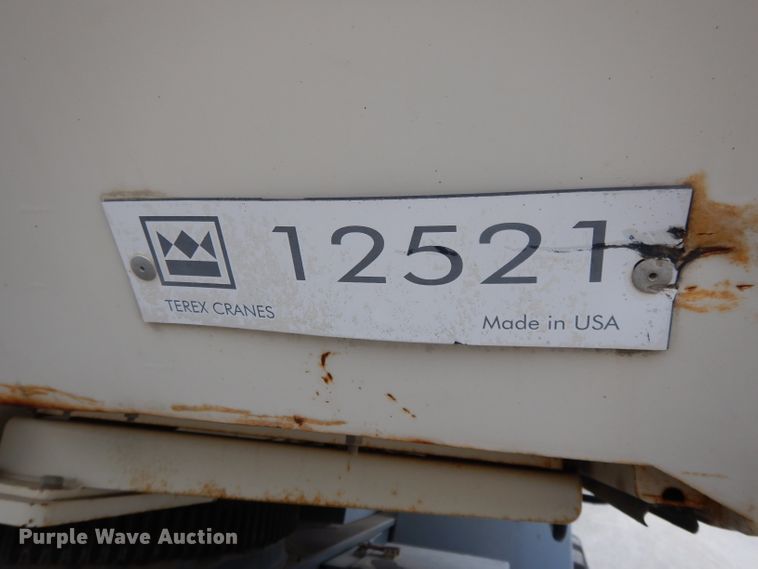 12521
TEREX CRANES
Made in USA
Purple Wave Auction